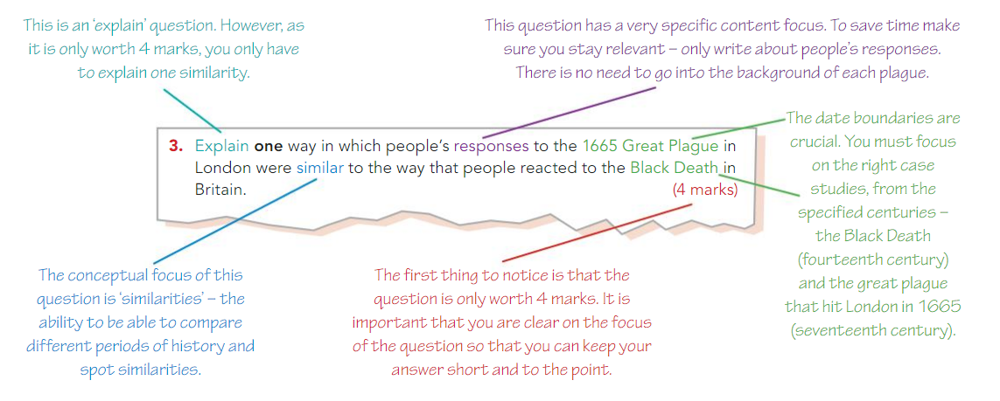 This is an 'explain' question. However, as
it is only worth 4 marks, you only have
to explain one similarity.
This question has a very specific content focus. To save time make
sure you stay relevant – only write about people's responses.
There is no need to go into the background of each plague.
3. Explain one way in which people's responses to the 1665 Great Plague in
London were similar to the way that people reacted to the Black Death in
Britain. (4 marks)
The date boundaries are
crucial. You must focus
on the right case
studies, from the
specified centuries –
the Black Death
(fourteenth century)
and the great plague
that hit London in 1665
(seventeenth century).
The conceptual focus of this
question is 'similarities' – the
ability to be able to compare
different periods of history and
spot similarities.
The first thing to notice is that the
question is only worth 4 marks. It is
important that you are clear on the focus
of the question so that you can keep your
answer short and to the point.